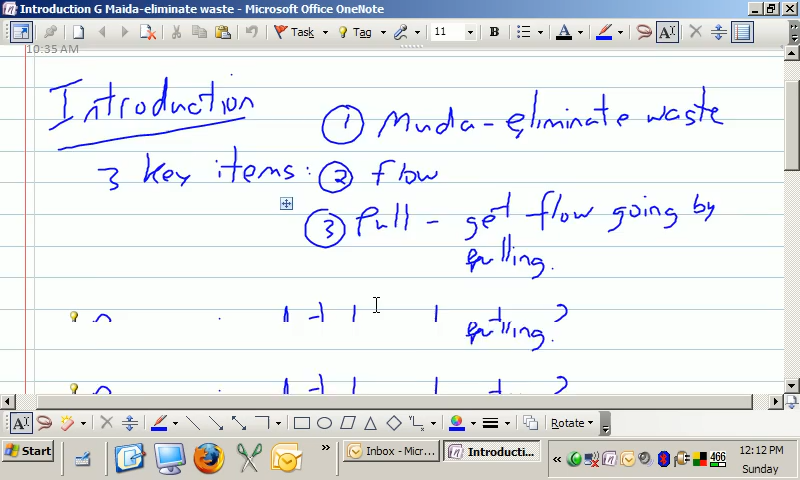 Introduction G Maida-eliminate waste - Microsoft Office OneNote
Task Tag 11 B A A
10:35 AM
Introduction
① Muda - eliminate waste
3 key items: ② flow
③ Pull - get flow going by
pulling.
pulling?
Rotate
Start » Inbox - Micr... Introducti... « 466 12:12 PM
Sunday